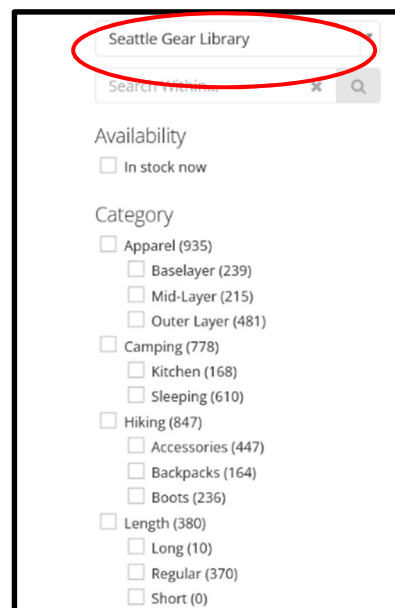 Seattle Gear Library
Search Within...
Availability
In stock now
Category
Apparel (935)
Baselayer (239)
Mid-Layer (215)
Outer Layer (481)
Camping (778)
Kitchen (168)
Sleeping (610)
Hiking (847)
Accessories (447)
Backpacks (164)
Boots (236)
Length (380)
Long (10)
Regular (370)
Short (0)